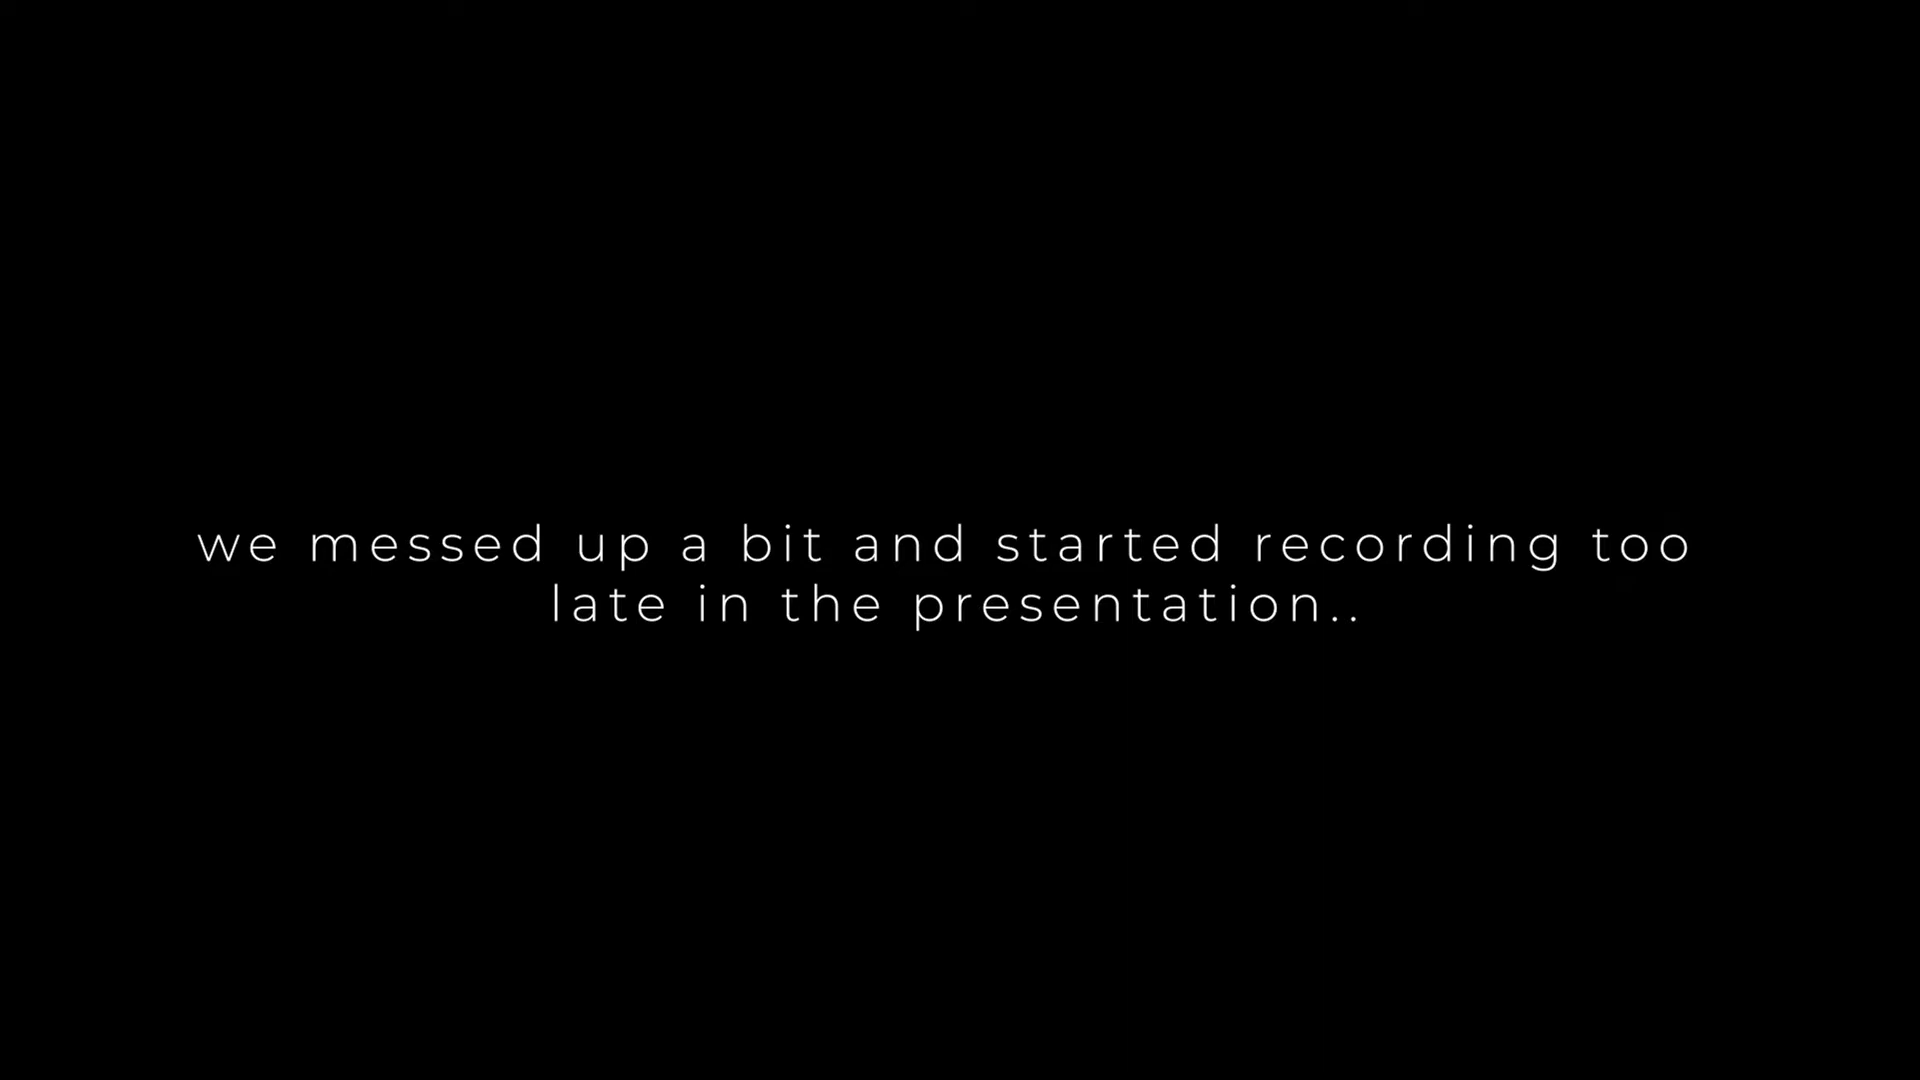 we messed up a bit and started recording too
late in the presentation..